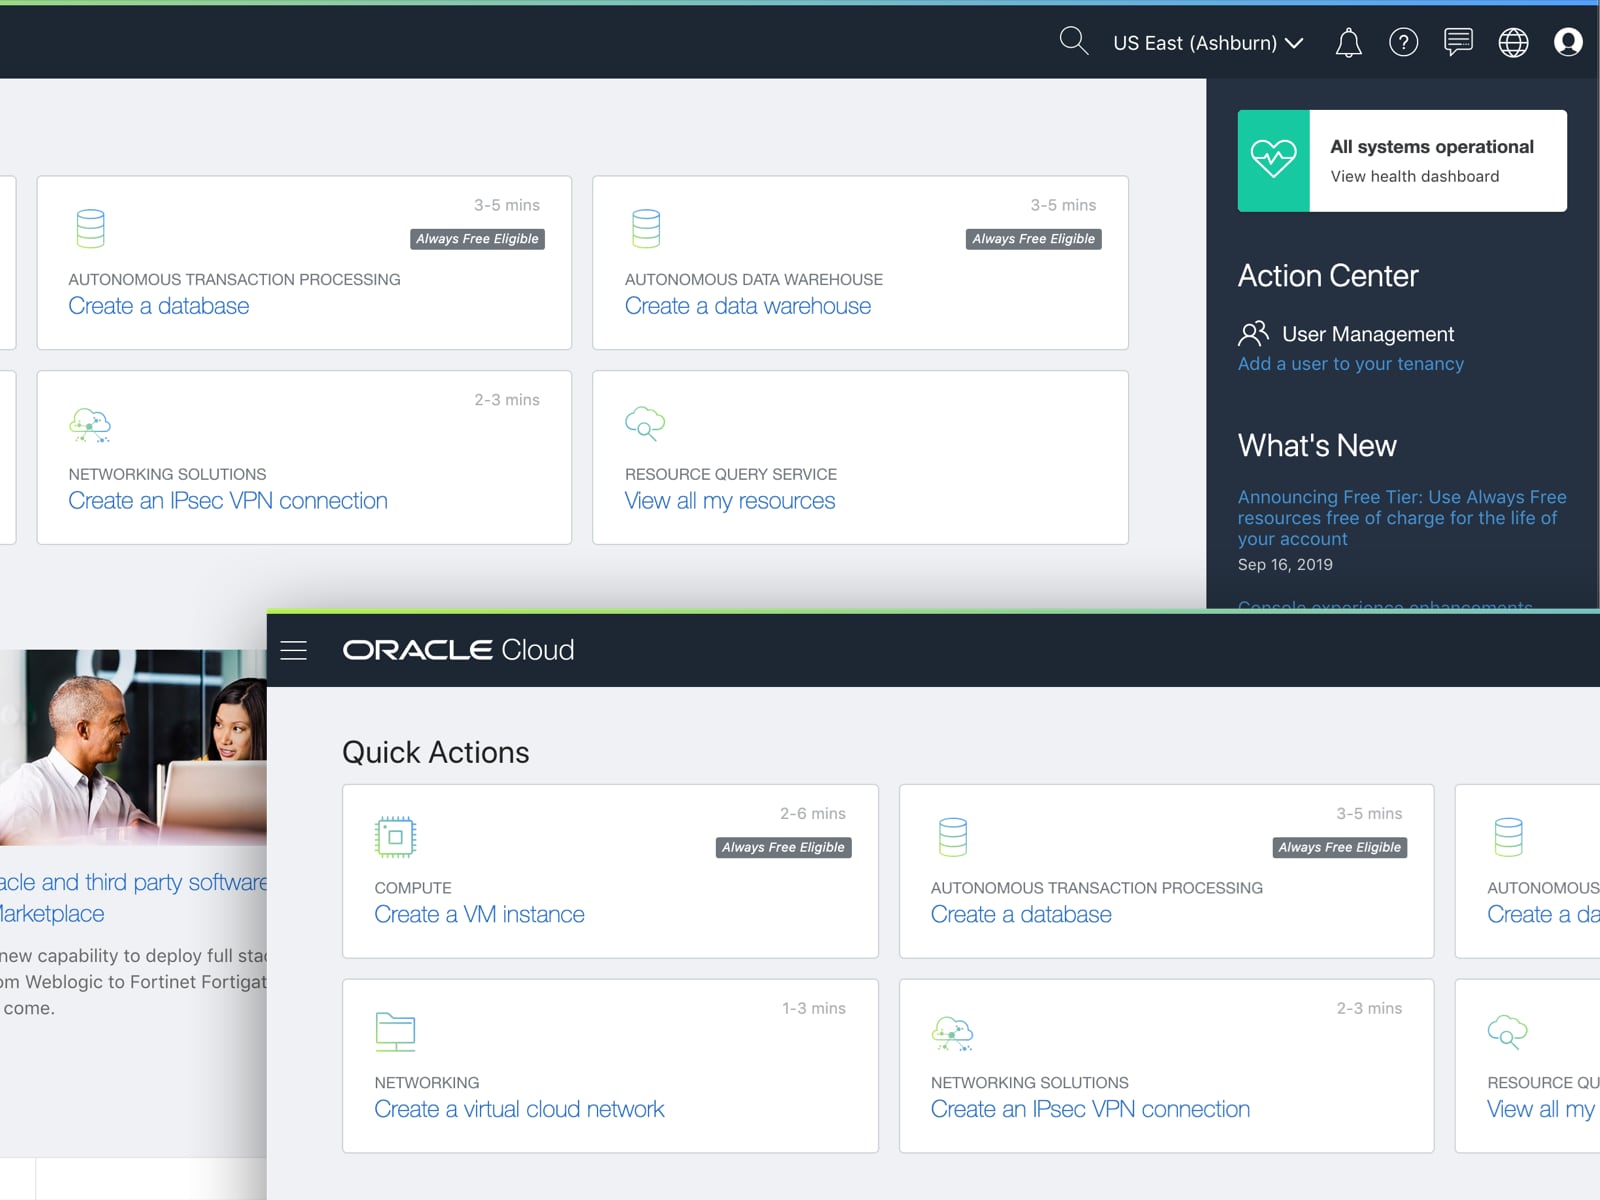 US East (Ashburn)
All systems operational
View health dashboard
3-5 mins
Always Free Eligible
AUTONOMOUS TRANSACTION PROCESSING
Create a database
3-5 mins
Always Free Eligible
AUTONOMOUS DATA WAREHOUSE
Create a data warehouse
2-3 mins
NETWORKING SOLUTIONS
Create an IPsec VPN connection
RESOURCE QUERY SERVICE
View all my resources
Action Center
User Management
Add a user to your tenancy
What's New
Announcing Free Tier: Use Always Free
resources free of charge for the life of
your account
Sep 16, 2019
Console experience enhancements
acle and third party software
Marketplace
new capability to deploy full stac
om Weblogic to Fortinet Fortigat
come.
ORACLE Cloud
Quick Actions
2-6 mins
Always Free Eligible
COMPUTE
Create a VM instance
3-5 mins
Always Free Eligible
AUTONOMOUS TRANSACTION PROCESSING
Create a database
AUTONOMOUS
Create a da
1-3 mins
NETWORKING
Create a virtual cloud network
2-3 mins
NETWORKING SOLUTIONS
Create an IPsec VPN connection
RESOURCE QU
View all my